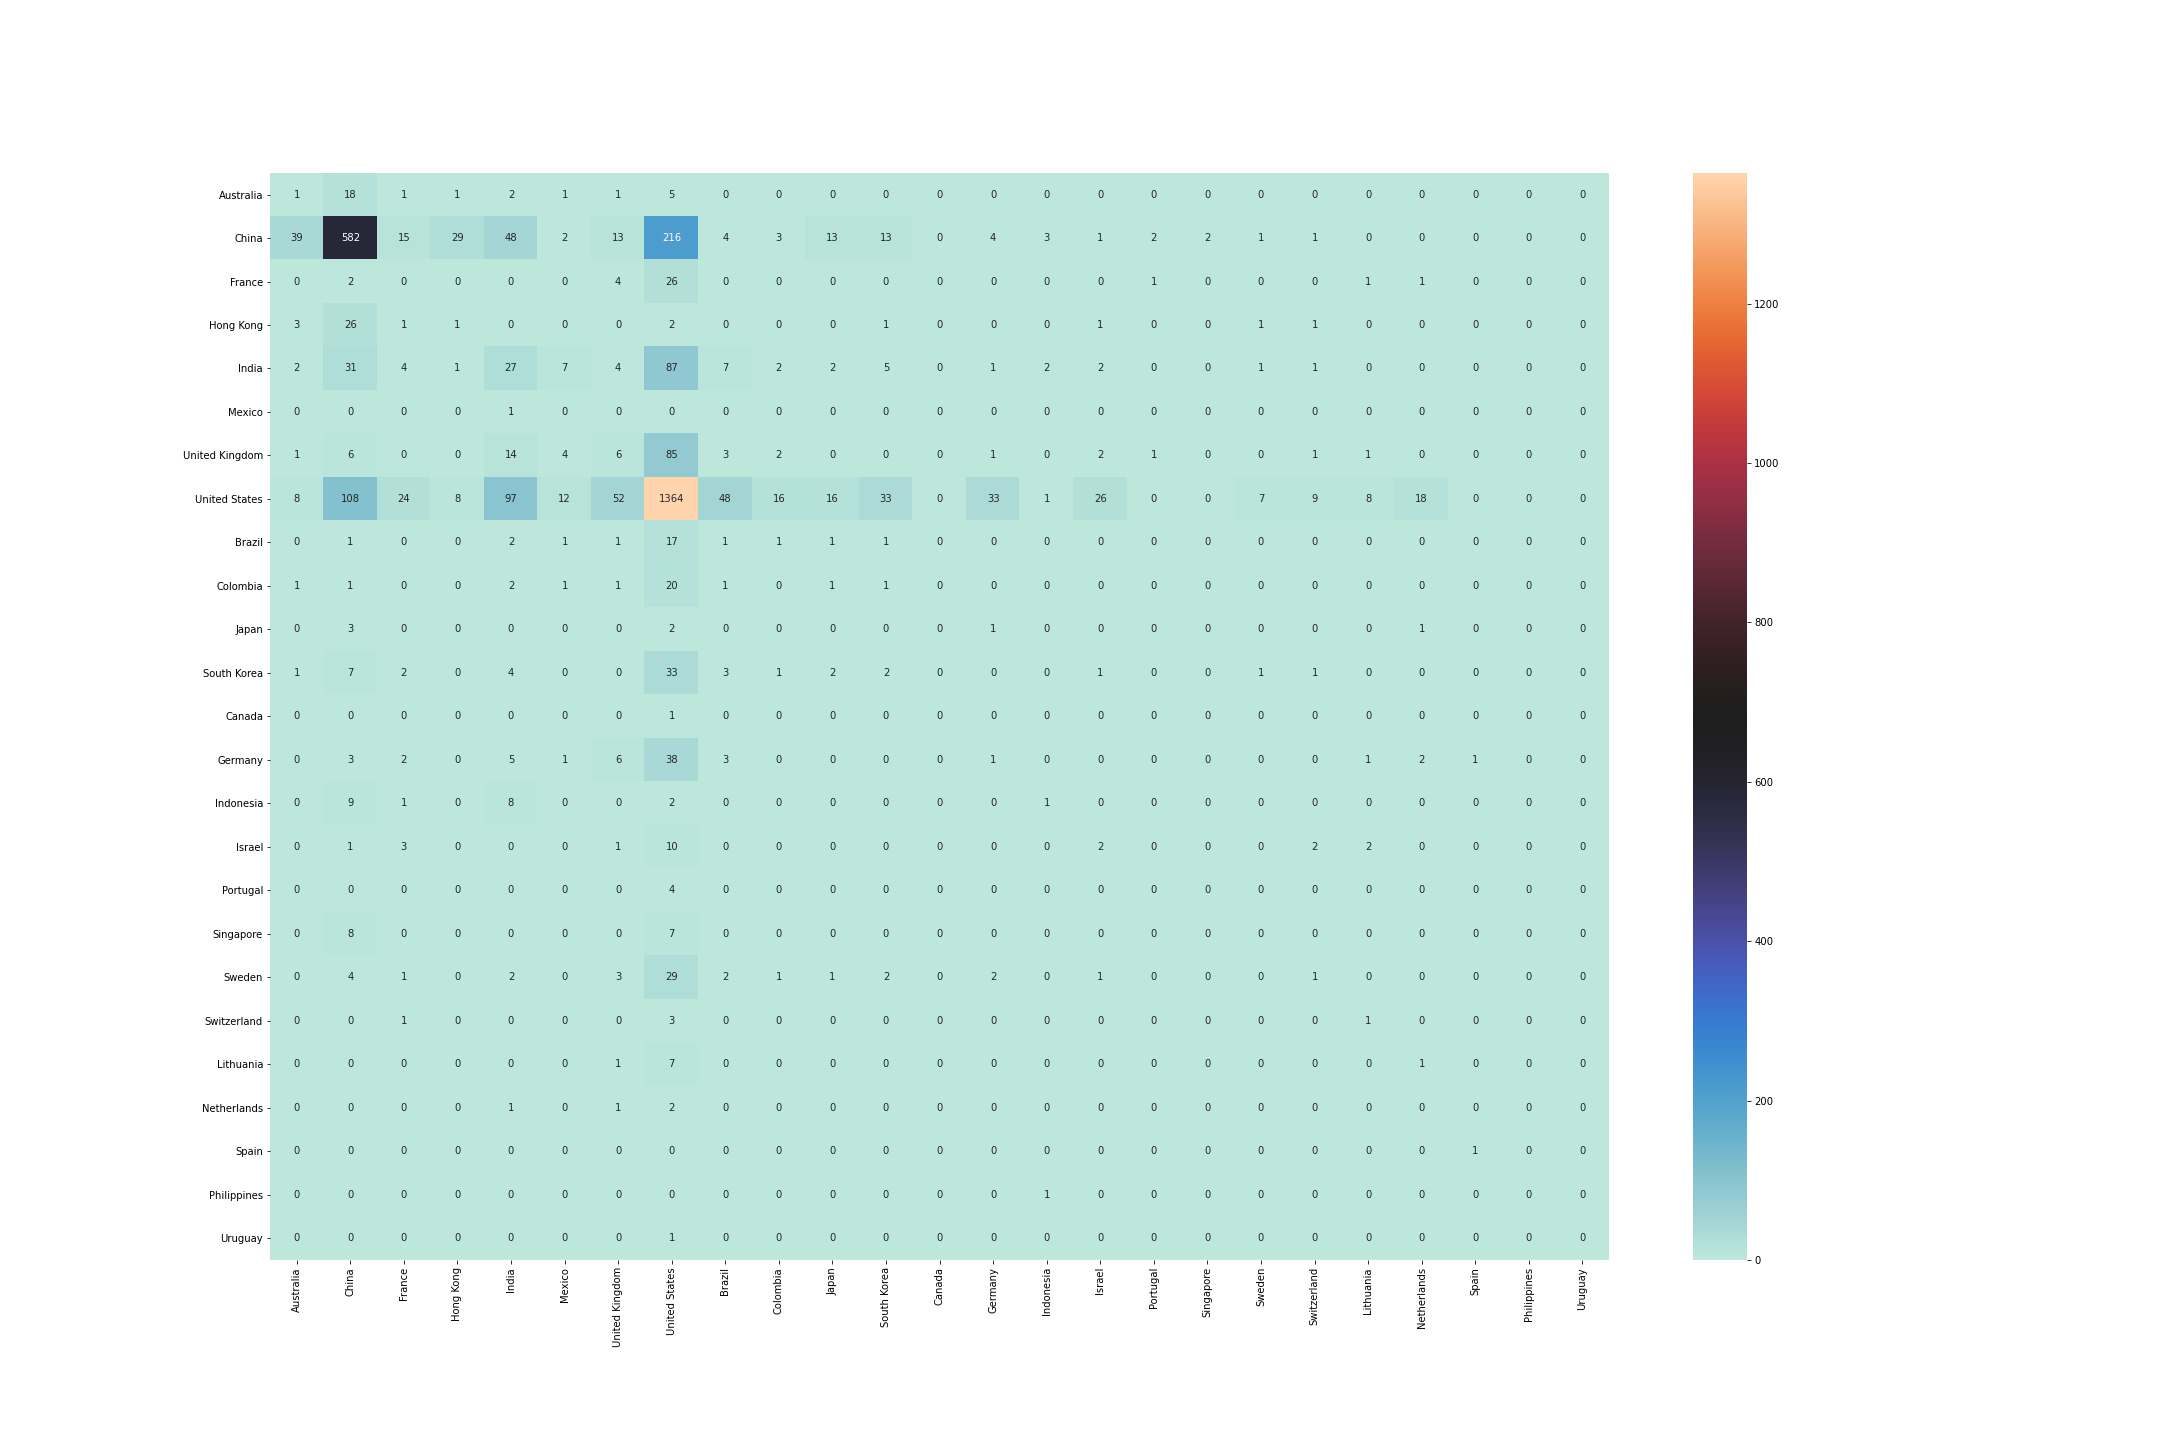 Australia 1 18 1 1 2 1 1 5 0 0 0 0 0 0 0 0 0 0 0 0 0 0 0 0 0
China 39 582 15 29 48 2 13 216 4 3 13 13 0 4 3 1 2 2 1 1 0 0 0 0 0
France 0 2 0 0 0 0 4 26 0 0 0 0 0 0 0 0 1 0 0 0 1 1 0 0 0
1200
Hong Kong 3 26 1 1 0 0 0 2 0 0 0 1 0 0 0 1 0 0 1 1 0 0 0 0 0
India 2 31 4 1 27 7 4 87 7 2 2 5 0 1 2 2 0 0 1 1 0 0 0 0 0
Mexico 0 0 0 0 1 0 0 0 0 0 0 0 0 0 0 0 0 0 0 0 0 0 0 0 0
United Kingdom 1 6 0 0 14 4 6 85 3 2 0 0 0 1 0 2 1 0 0 1 1 0 0 0 0
1000
United States 8 108 24 8 97 12 52 1364 48 16 16 33 0 33 1 26 0 0 7 9 8 18 0 0 0
Brazil 0 1 0 0 2 1 1 17 1 1 1 1 0 0 0 0 0 0 0 0 0 0 0 0 0
Colombia 1 1 0 0 2 1 1 20 1 0 1 1 0 0 0 0 0 0 0 0 0 0 0 0 0
800
Japan 0 3 0 0 0 0 0 2 0 0 0 0 0 1 0 0 0 0 0 0 0 1 0 0 0
South Korea 1 7 2 0 4 0 0 33 3 1 2 2 0 0 0 1 0 0 1 1 0 0 0 0 0
Canada 0 0 0 0 0 0 0 1 0 0 0 0 0 0 0 0 0 0 0 0 0 0 0 0 0
Germany 0 3 2 0 5 1 6 38 3 0 0 0 0 1 0 0 0 0 0 0 1 2 1 0 0
600
Indonesia 0 9 1 0 8 0 0 2 0 0 0 0 0 0 1 0 0 0 0 0 0 0 0 0 0
Israel 0 1 3 0 0 0 1 10 0 0 0 0 0 0 0 2 0 0 0 2 2 0 0 0 0
Portugal 0 0 0 0 0 0 0 4 0 0 0 0 0 0 0 0 0 0 0 0 0 0 0 0 0
Singapore 0 8 0 0 0 0 0 7 0 0 0 0 0 0 0 0 0 0 0 0 0 0 0 0 0
400
Sweden 0 4 1 0 2 0 3 29 2 1 1 2 0 2 0 1 0 0 0 1 0 0 0 0 0
Switzerland 0 0 1 0 0 0 0 3 0 0 0 0 0 0 0 0 0 0 0 0 1 0 0 0 0
Lithuania 0 0 0 0 0 0 1 7 0 0 0 0 0 0 0 0 0 0 0 0 0 1 0 0 0
200
Netherlands 0 0 0 0 1 0 1 2 0 0 0 0 0 0 0 0 0 0 0 0 0 0 0 0 0
Spain 0 0 0 0 0 0 0 0 0 0 0 0 0 0 0 0 0 0 0 0 0 0 1 0 0
Philippines 0 0 0 0 0 0 0 0 0 0 0 0 0 0 1 0 0 0 0 0 0 0 0 0 0
Uruguay 0 0 0 0 0 0 0 1 0 0 0 0 0 0 0 0 0 0 0 0 0 0 0 0 0
0
Australia
China
France
Hong Kong
India
Mexico
United Kingdom
United States
Brazil
Colombia
Japan
South Korea
Canada
Germany
Indonesia
Israel
Portugal
Singapore
Sweden
Switzerland
Lithuania
Netherlands
Spain
Philippines
Uruguay